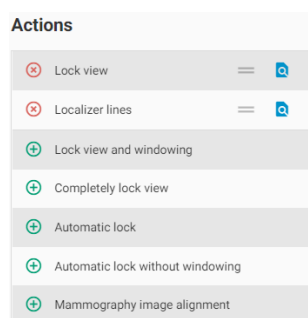 Actions
Lock view
Localizer lines
Lock view and windowing
Completely lock view
Automatic lock
Automatic lock without windowing
Mammography image alignment